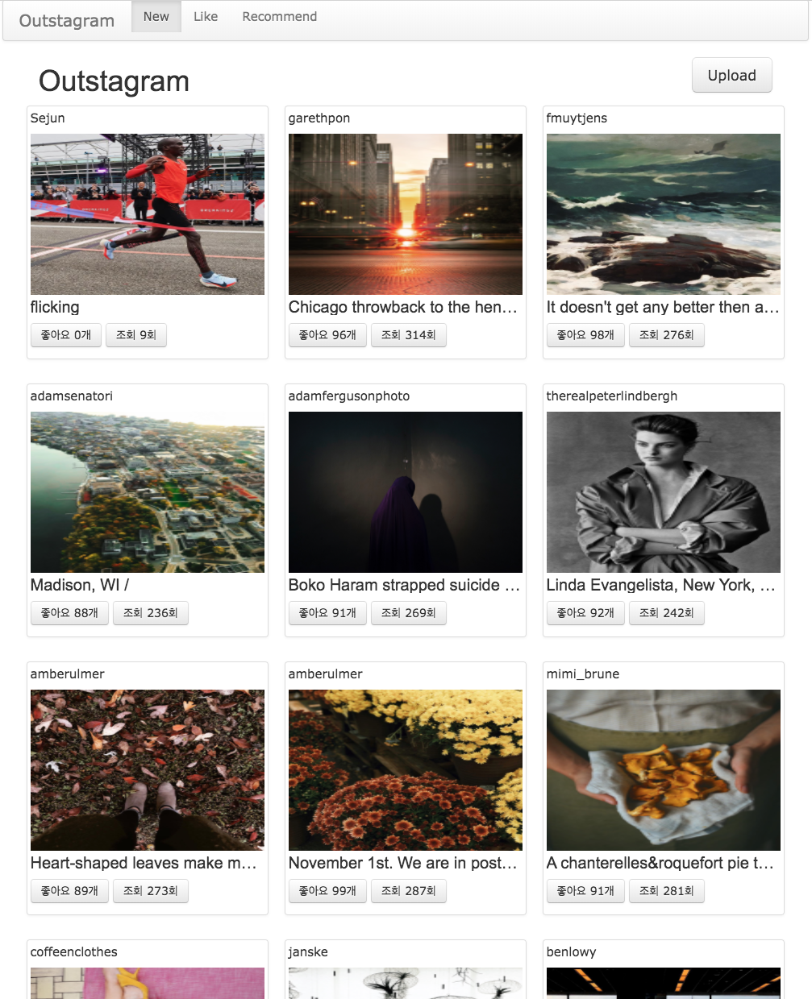 Outstagram New Like Recommend
Outstagram
Upload
Sejun
flicking
좋아요 0개 조회 9회
garethpon
Chicago throwback to the hen…
좋아요 96개 조회 314회
fmuytjens
It doesn't get any better then a…
좋아요 98개 조회 276회
adamsenatori
Madison, WI /
좋아요 88개 조회 236회
adamfergusonphoto
Boko Haram strapped suicide …
좋아요 91개 조회 269회
therealpeterlindbergh
Linda Evangelista, New York, …
좋아요 92개 조회 242회
amberulmer
Heart-shaped leaves make m…
좋아요 89개 조회 273회
amberulmer
November 1st. We are in post…
좋아요 99개 조회 287회
mimi_brune
A chanterelles&roquefort pie t…
좋아요 91개 조회 281회
coffeenclothes
janske
benlowy